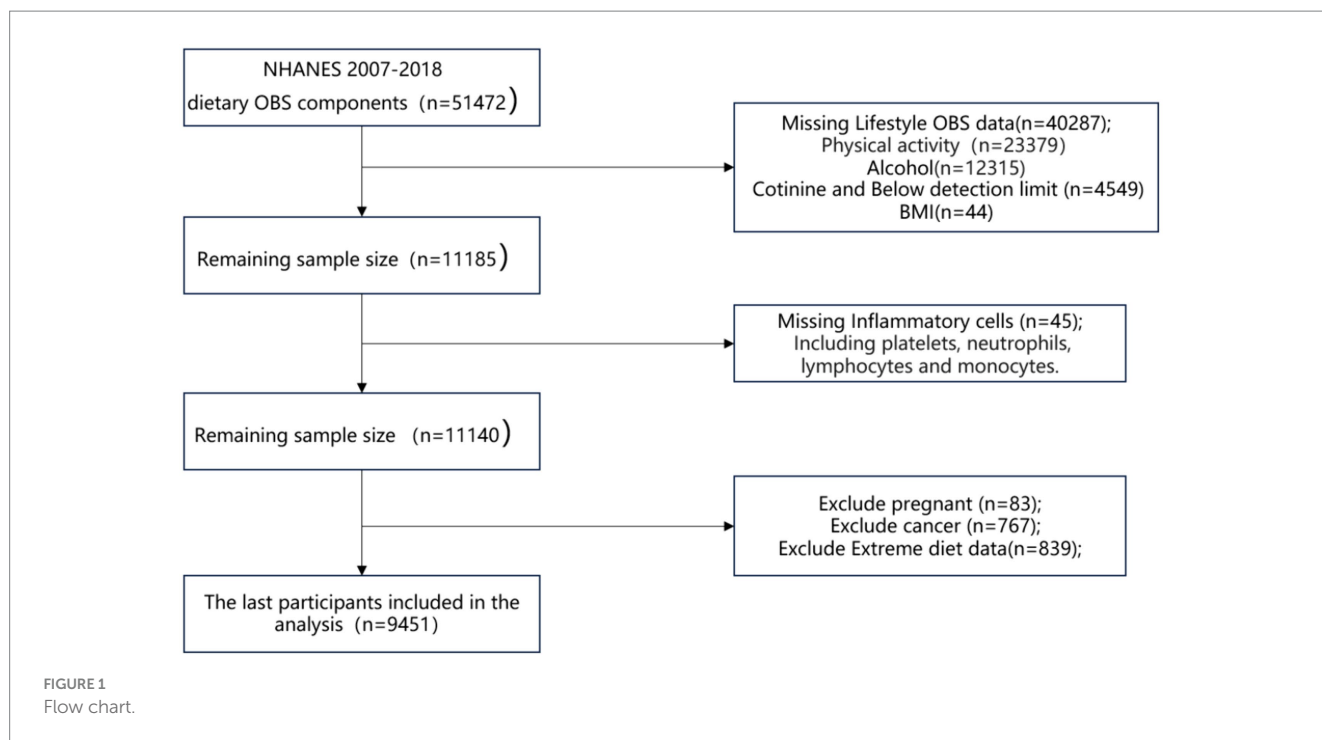 NHANES 2007-2018
dietary OBS components (n=51472)
Missing Lifestyle OBS data(n=40287);
Physical activity (n=23379)
Alcohol(n=12315)
Cotinine and Below detection limit (n=4549)
BMI(n=44)
Remaining sample size (n=11185)
Missing Inflammatory cells (n=45);
Including platelets, neutrophils,
lymphocytes and monocytes.
Remaining sample size (n=11140)
Exclude pregnant (n=83);
Exclude cancer (n=767);
Exclude Extreme diet data(n=839);
The last participants included in the
analysis (n=9451)
FIGURE 1
Flow chart.